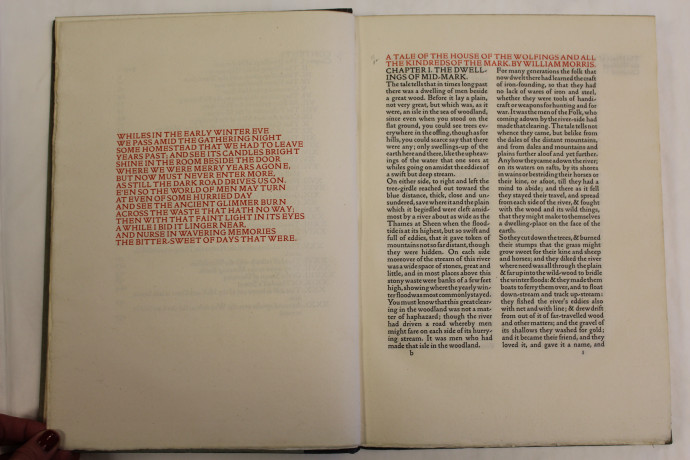 WHILES IN THE EARLY WINTER EVE
WE PASS AMID THE GATHERING NIGHT
SOME HOMESTEAD THAT WE HAD TO LEAVE
YEARS PAST; AND SEE ITS CANDLES BRIGHT
SHINE IN THE ROOM BESIDE THE DOOR
WHERE WE WERE MERRY YEARS AGONE,
BUT NOW MUST NEVER ENTER MORE,
AS STILL THE DARK ROAD DRIVES US ON.
E'EN SO THE WORLD OF MEN MAY TURN
AT EVEN OF SOME HURRIED DAY
AND SEE THE ANCIENT GLIMMER BURN
ACROSS THE WASTE THAT HATH NO WAY;
THEN WITH THAT FAINT LIGHT IN ITS EYES
A WHILE I BID IT LINGER NEAR,
AND NURSE IN WAVERING MEMORIES
THE BITTER-SWEET OF DAYS THAT WERE.
A TALE OF THE HOUSE OF THE WOLFINGS AND ALL
THE KINDREDS OF THE MARK. BY WILLIAM MORRIS.
CHAPTER I. THE DWELL-
INGS OF MID-MARK.
The tale tells that in times long past
there was a dwelling of men beside
a great wood. Before it lay a plain,
not very great, but which was, as
it were, an isle in the sea of woodland,
since even when you stood on the
flat ground, you could see trees ev-
erywhere in the offing, though as for
hills, you could scarce say that there
were any; only swellings-up of the
earth here and there, like the upheav-
ings of the water that one sees at
whiles going on amidst the eddies of
a swift but deep stream.
On either side, to right and left the
tree-girdle reached out toward the
blue distance, thick, close and un-
sundered, save where it and the plain
which it begirdled were cleft amid-
most by a river about as wide as the
Thames at Sheen when the flood-
tide is at its highest, but so swift and
full of eddies, that it gave token of
mountains not so far distant, though
they were hidden. On each side
moreover of the stream of this river
was a wide space of stones, great and
little, and in most places above this
stony waste were banks of a few feet
high, showing where the yearly win-
ter flood was most commonly stayed.
You must know that this great clear-
ing in the woodland was not a mat-
ter of haphazard; though the river
had driven a road whereby men
might fare on each side of its hurry-
ing stream. It was men who had
made that isle in the woodland.
b
For many generations the folk that
now dwelt there had learned the craft
of iron-founding, so that they had
no lack of wares of iron and steel,
whether they were tools of handi-
craft or weapons for hunting and for
war. It was the men of the Folk, who
coming adown by the river-side had
made that clearing. The tale tells not
whence they came, but belike from
the dales of the distant mountains,
and from dales and mountains and
plains further aloof and yet further.
Anyhow they came adown the river;
on its waters on rafts, by its shores
in wains or bestriding their horses or
their kine, or afoot, till they had a
mind to abide; and there as it fell
they stayed their travel, and spread
from each side of the river, & fought
with the wood and its wild things,
that they might make to themselves
a dwelling-place on the face of the
earth.
So they cut down the trees, & burned
their stumps that the grass might
grow sweet for their kine and sheep
and horses; and they diked the river
where need was all through the plain
& far up into the wild-wood to bridle
the winter floods: & they made them
boats to ferry them over, and to float
down-stream and track up-stream:
they fished the river's eddies also
with net and with line; & drew drift
from out of it of far-travelled wood
and other matters; and the gravel of
its shallows they washed for gold;
and it became their friend, and they
loved it, and gave it a name, and
1